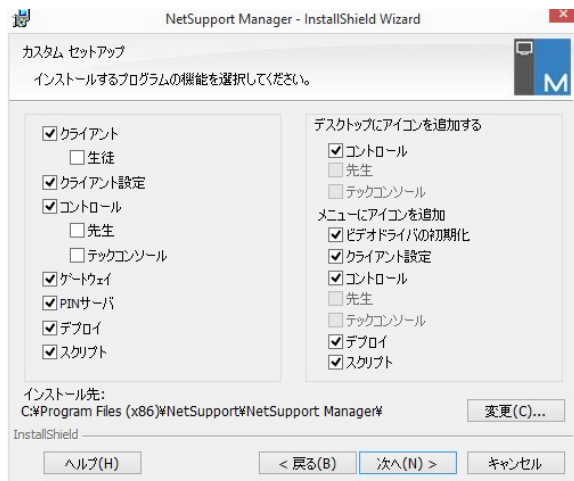 NetSupport Manager - InstallShield Wizard
カスタム セットアップ
インストールするプログラムの機能を選択してください。
M
クライアント
生徒
クライアント設定
コントロール
先生
テックコンソール
ゲートウェイ
PINサーバ
デプロイ
スクリプト
デスクトップにアイコンを追加する
コントロール
先生
テックコンソール
メニューにアイコンを追加
ビデオドライバの初期化
クライアント設定
コントロール
先生
テックコンソール
デプロイ
スクリプト
インストール先:
C:¥Program Files (x86)¥NetSupport¥NetSupport Manager¥
変更(C)...
InstallShield
ヘルプ(H)
< 戻る(B)
次へ(N) >
キャンセル